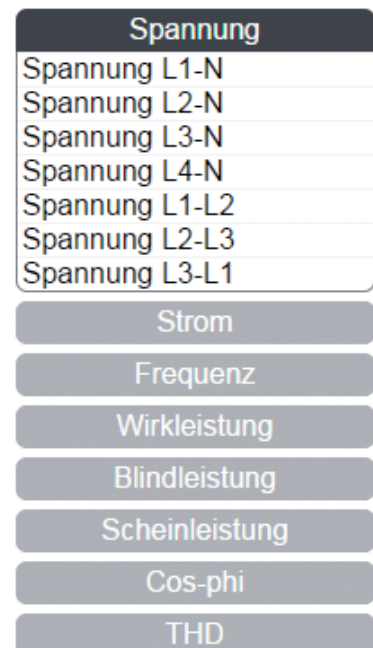 Spannung
Spannung L1-N
Spannung L2-N
Spannung L3-N
Spannung L4-N
Spannung L1-L2
Spannung L2-L3
Spannung L3-L1
Strom
Frequenz
Wirkleistung
Blindleistung
Scheinleistung
Cos-phi
THD